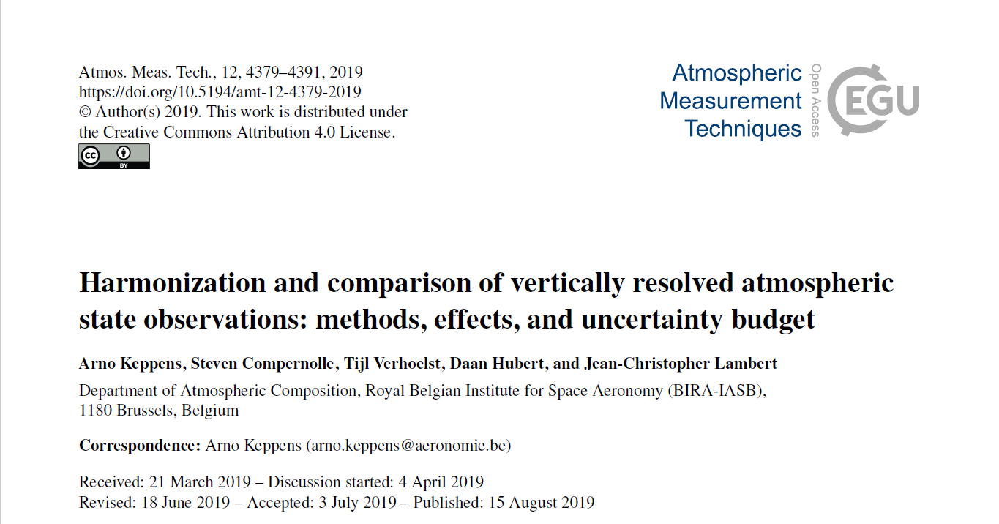 Atmos. Meas. Tech., 12, 4379–4391, 2019
https://doi.org/10.5194/amt-12-4379-2019
© Author(s) 2019. This work is distributed under
the Creative Commons Attribution 4.0 License.
cc BY
Atmospheric
Measurement
Techniques
Open Access
EGU
Harmonization and comparison of vertically resolved atmospheric
state observations: methods, effects, and uncertainty budget
Arno Keppens, Steven Compernolle, Tijl Verhoelst, Daan Hubert, and Jean-Christopher Lambert
Department of Atmospheric Composition, Royal Belgian Institute for Space Aeronomy (BIRA-IASB),
1180 Brussels, Belgium
Correspondence: Arno Keppens (arno.keppens@aeronomie.be)
Received: 21 March 2019 – Discussion started: 4 April 2019
Revised: 18 June 2019 – Accepted: 3 July 2019 – Published: 15 August 2019